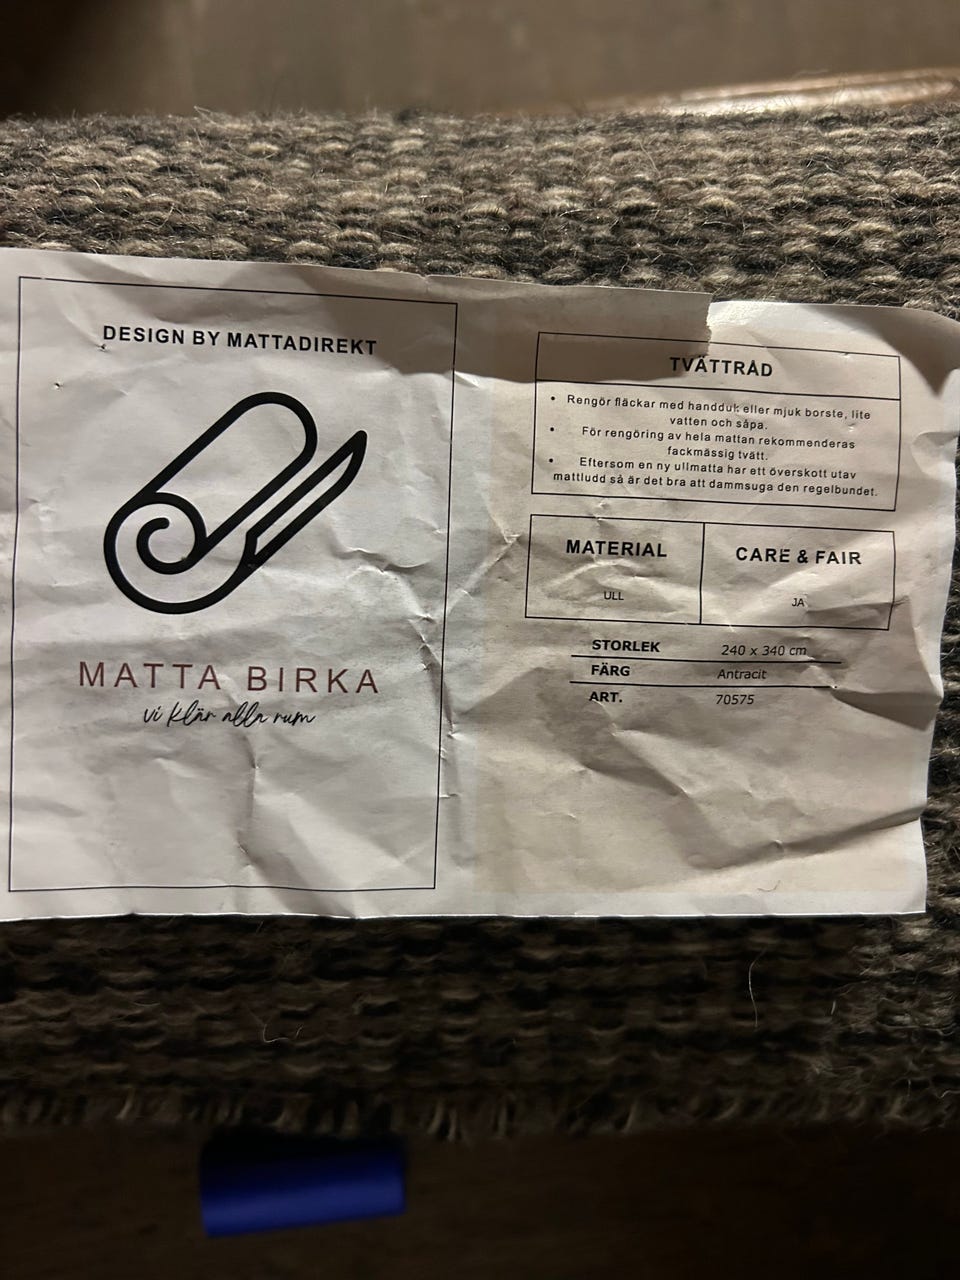 DESIGN BY MATTADIREKT
MATTA BIRKA
vi klär alla rum
TVÄTTRÅD
• Rengör fläckar med handduk eller mjuk borste, lite
vatten och såpa.
• För rengöring av hela mattan rekommenderas
fackmässig tvätt.
• Eftersom en ny ullmatta har ett överskott utav
mattludd så är det bra att dammsuga den regelbundet.
MATERIAL
ULL
CARE & FAIR
JA
STORLEK 240 x 340 cm
FÄRG Antracit
ART. 70575